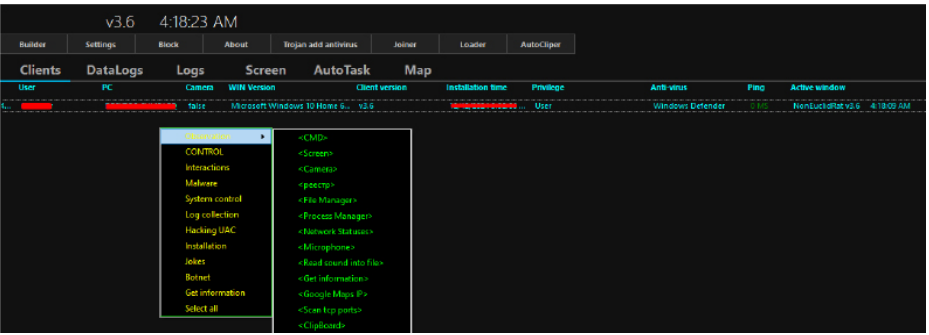 v3.6 4:18:23 AM
Builder Settings Block About Trojan add antivirus Joiner Loader AutoCliper
Clients DataLogs Logs Screen AutoTask Map
User PC Camera WIN Version Client version Installation time Privilege Anti-virus Ping Active window
false Microsoft Windows 10 Home 6... v3.6 ... User Windows Defender 0 MS NonEuclidRat v3.6 4:18:09 AM
<CMD>
CONTROL <Screen>
Interactions <Camera>
Malware <реестр>
System control <File Manager>
Log collection <Process Manager>
Hacking UAC <Network Statuses>
Installation <Microphone>
Jokes <Read sound into file>
Botnet <Get information>
Get information <Google Maps IP>
Select all <Scan tcp ports>
<ClipBoard>